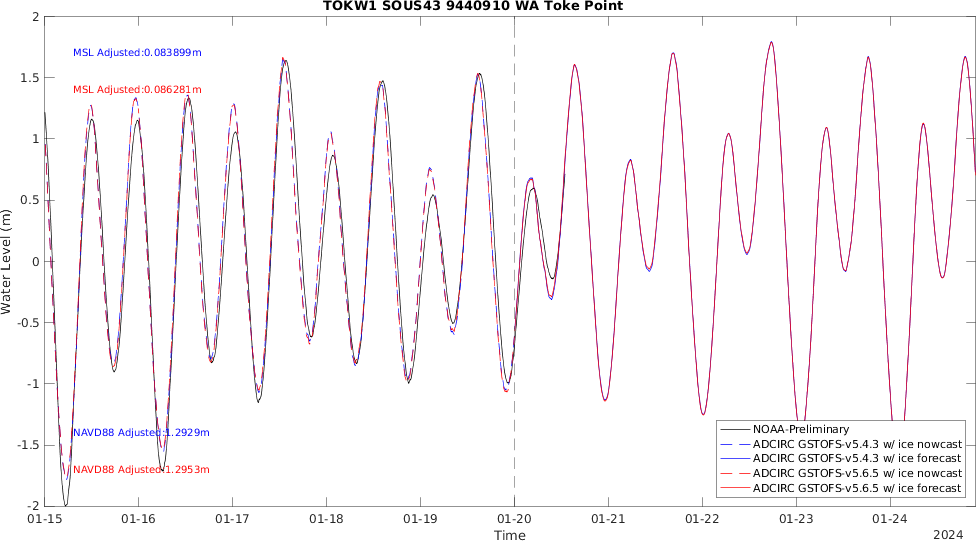 TOKW1 SOUS43 9440910 WA Toke Point
2
1.5
1
0.5
0
-0.5
-1
-1.5
-2
Water Level (m)
MSL Adjusted:0.083899m
MSL Adjusted:0.086281m
NAVD88 Adjusted:1.2929m
NAVD88 Adjusted:1.2953m
NOAA-Preliminary
ADCIRC GSTOFS-v5.4.3 w/ ice nowcast
ADCIRC GSTOFS-v5.4.3 w/ ice forecast
ADCIRC GSTOFS-v5.6.5 w/ ice nowcast
ADCIRC GSTOFS-v5.6.5 w/ ice forecast
01-15 01-16 01-17 01-18 01-19 01-20 01-21 01-22 01-23 01-24
Time
2024